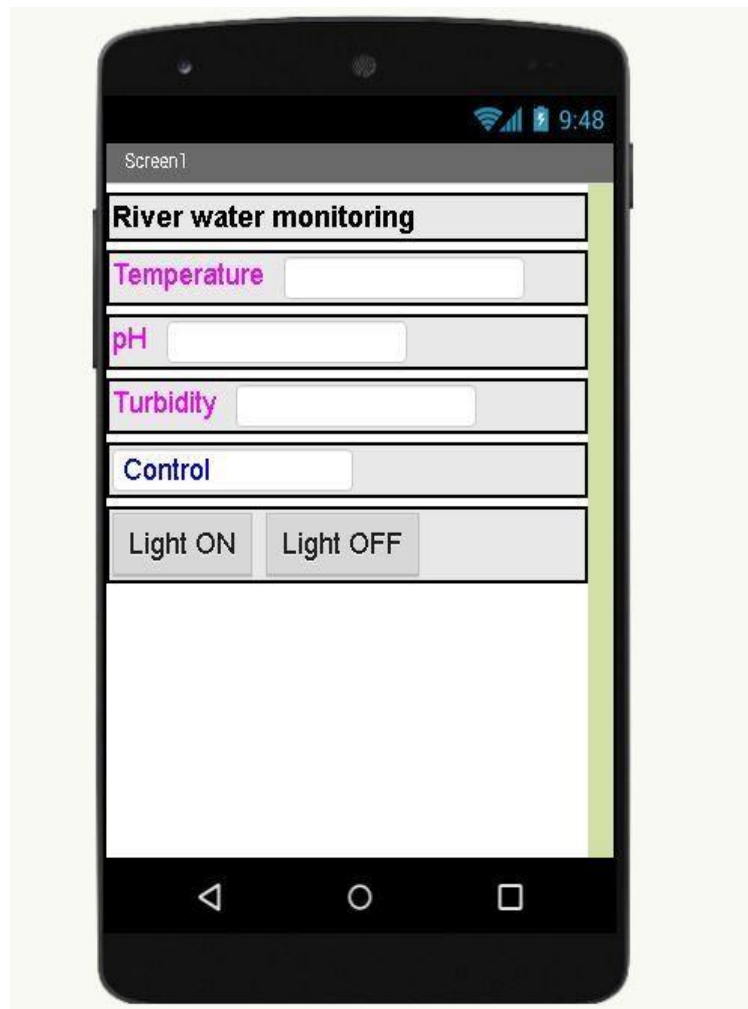 9:48
Screen1
River water monitoring
Temperature
pH
Turbidity
Control
Light ON Light OFF